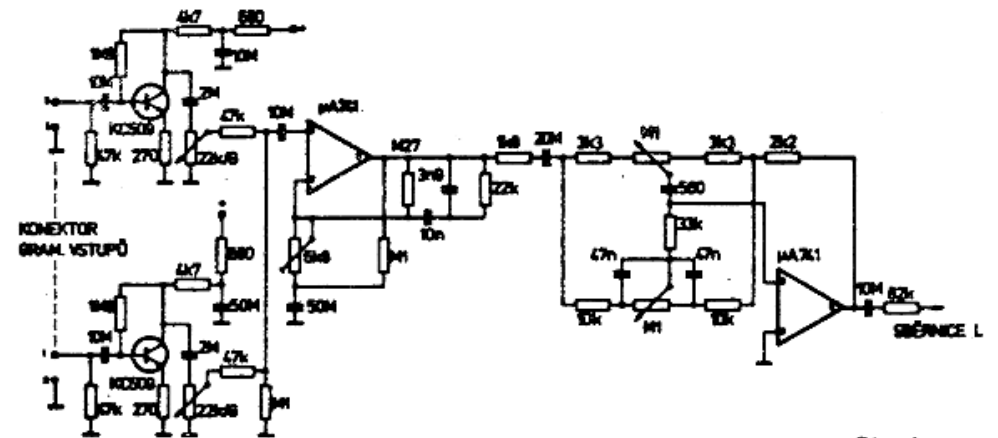 4k7
680
10M
1M8
10k
2M
KC509
47k
270
22k/G
47k
10M
µA741
M27
3n9
22k
10n
5k6
M1
50M
1k8
20M
3k3
M1
3k3
2k2
560
33k
47n
47n
10k
M1
10k
µA741
10M
82k
SBĚRNICE L
KONEKTOR
GRAM. VSTUPŮ
680
4k7
50M
1M8
10M
2M
KC509
47k
270
22k/G
47k
M1